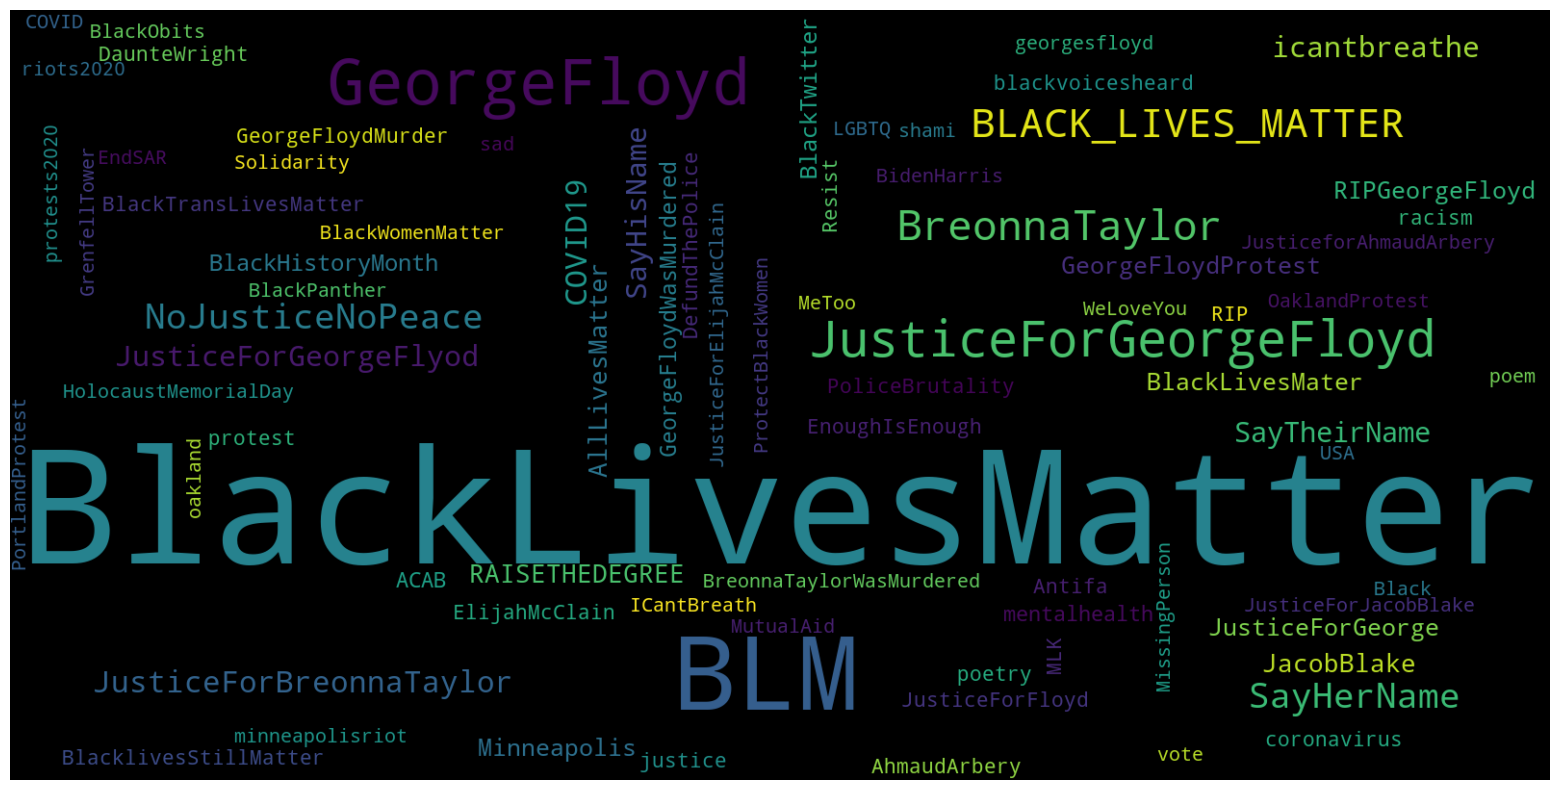 COVID
BlackObits
DaunteWright
riots2020
GeorgeFloyd
BlackTwitter
georgesfloyd
icantbreathe
blackvoicesheard
BLACK_LIVES_MATTER
LGBTQ
shami
protests2020
GrenfellTower
EndSAR
GeorgeFloydMurder
Solidarity
sad
BlackTransLivesMatter
BlackWomenMatter
BlackHistoryMonth
BlackPanther
NoJusticeNoPeace
JusticeForGeorgeFlyod
HolocaustMemorialDay
COVID19
SayHisName
AllLivesMatter
GeorgeFloydWasMurdered
DefundThePolice
JusticeForElijahMcClain
ProtectBlackWomen
Resist
BidenHarris
RIPGeorgeFloyd
racism
BreonnaTaylor
JusticeforAhmaudArbery
GeorgeFloydProtest
MeToo
WeLoveYou
RIP
OaklandProtest
JusticeForGeorgeFloyd
PoliceBrutality
BlackLivesMater
poem
EnoughIsEnough
SayTheirName
USA
PortlandProtest
oakland
protest
BlackLivesMatter
ACAB
RAISETHEDEGREE
BreonnaTaylorWasMurdered
Antifa
MissingPerson
Black
ElijahMcClain
ICantBreath
mentalhealth
JusticeForJacobBlake
MutualAid
JusticeForGeorge
BLM
MLK
JacobBlake
JusticeForBreonnaTaylor
poetry
JusticeForFloyd
SayHerName
minneapolisriot
Minneapolis
coronavirus
BlacklivesStillMatter
justice
AhmaudArbery
vote